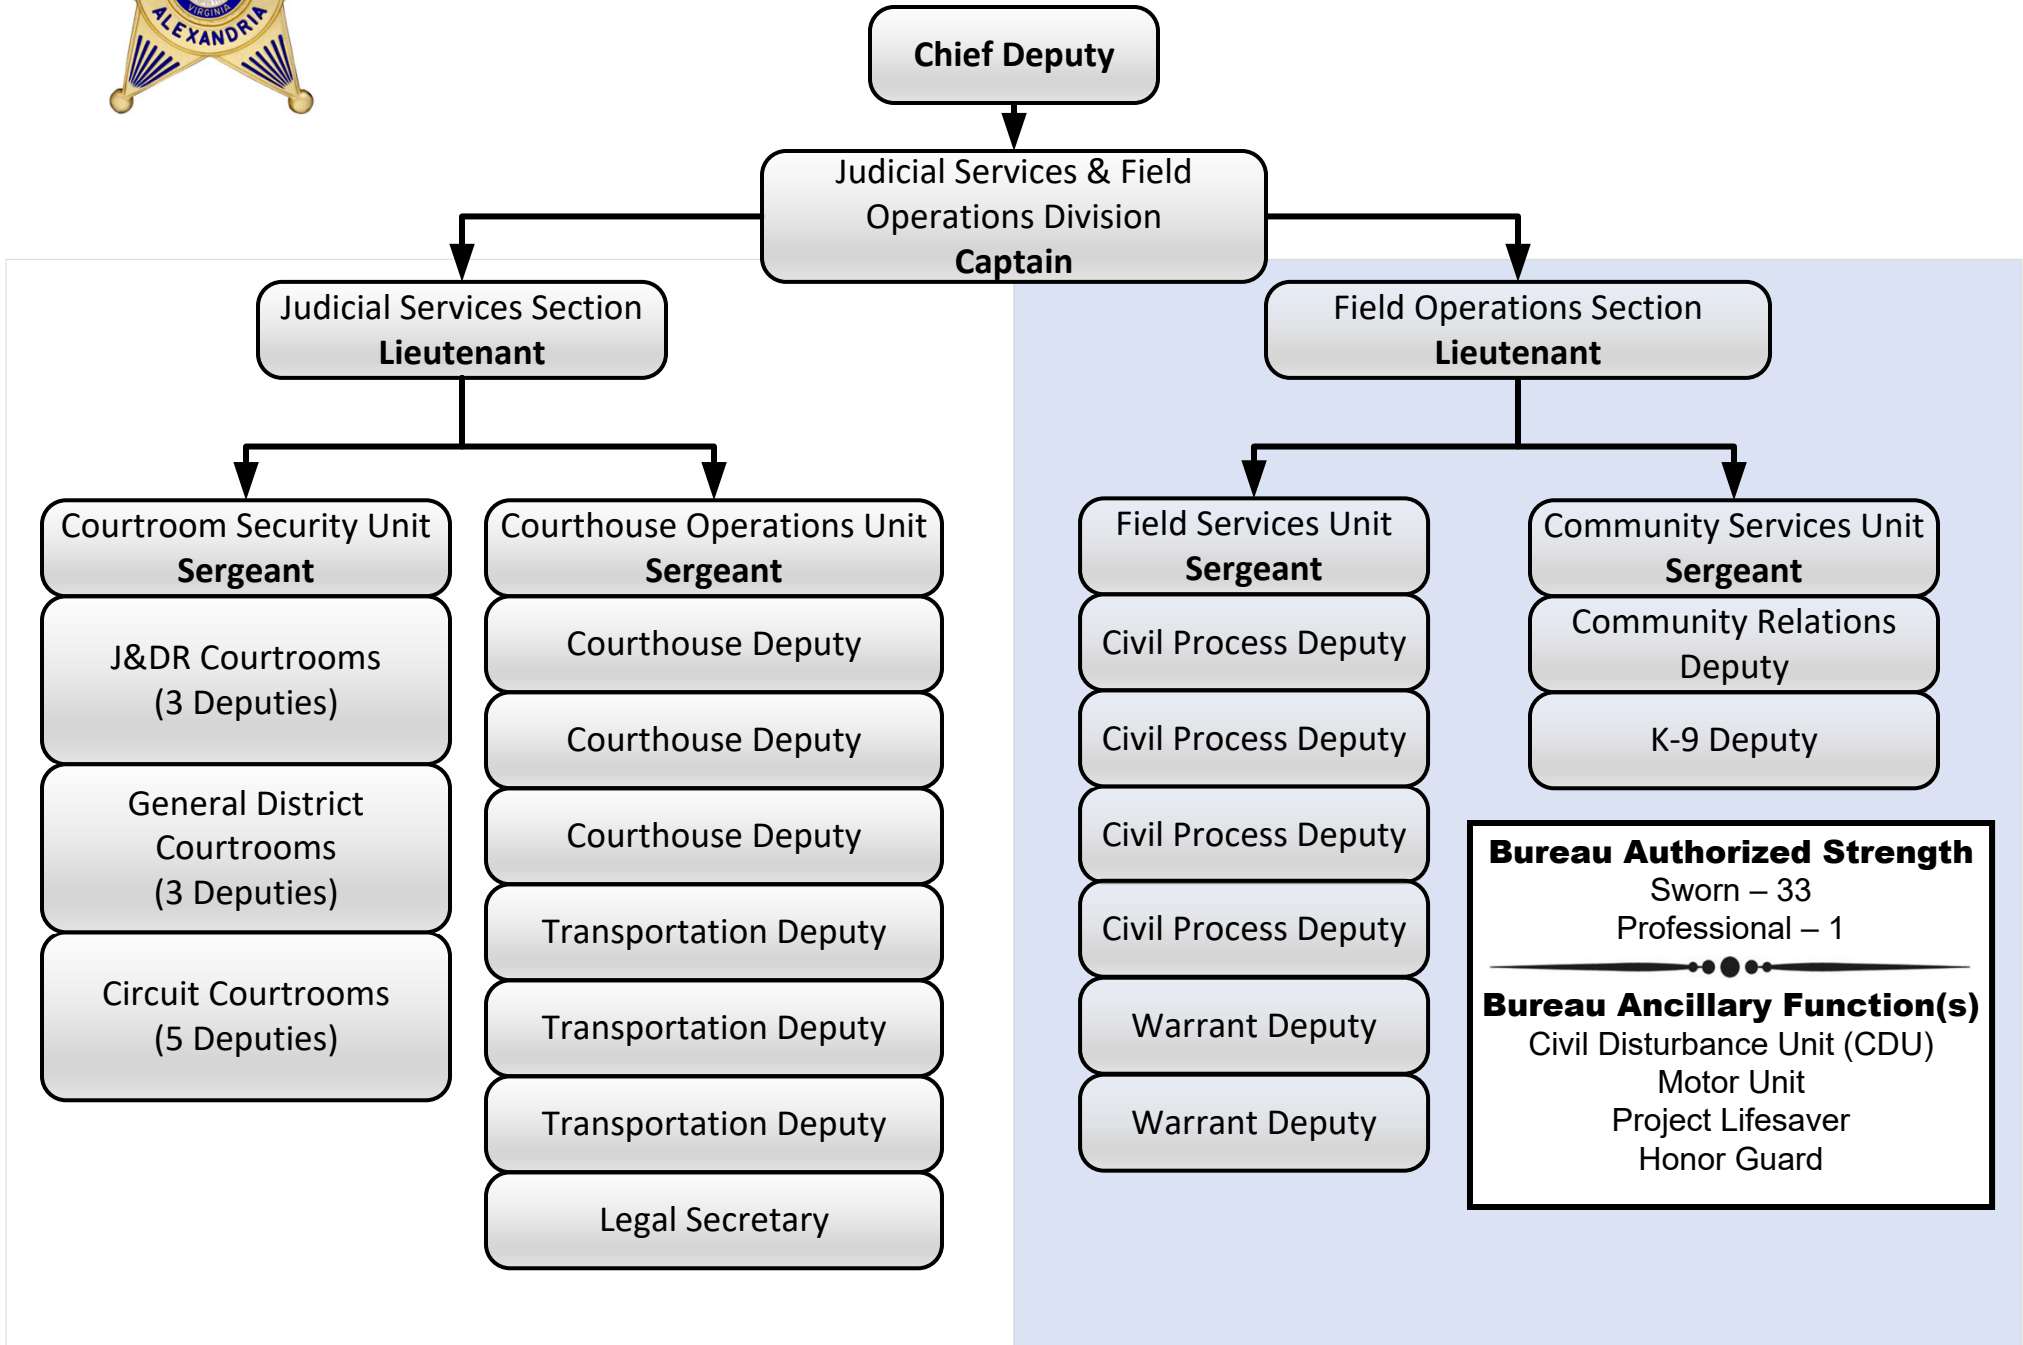 VIRGINIA
ALEXANDRIA
Chief Deputy
Judicial Services & Field
Operations Division
Captain
Judicial Services Section
Lieutenant
Field Operations Section
Lieutenant
Courtroom Security Unit
Sergeant
J&DR Courtrooms
(3 Deputies)
General District
Courtrooms
(3 Deputies)
Circuit Courtrooms
(5 Deputies)
Courthouse Operations Unit
Sergeant
Courthouse Deputy
Courthouse Deputy
Courthouse Deputy
Transportation Deputy
Transportation Deputy
Transportation Deputy
Legal Secretary
Field Services Unit
Sergeant
Civil Process Deputy
Civil Process Deputy
Civil Process Deputy
Civil Process Deputy
Warrant Deputy
Warrant Deputy
Community Services Unit
Sergeant
Community Relations
Deputy
K-9 Deputy
Bureau Authorized Strength
Sworn – 33
Professional – 1
Bureau Ancillary Function(s)
Civil Disturbance Unit (CDU)
Motor Unit
Project Lifesaver
Honor Guard